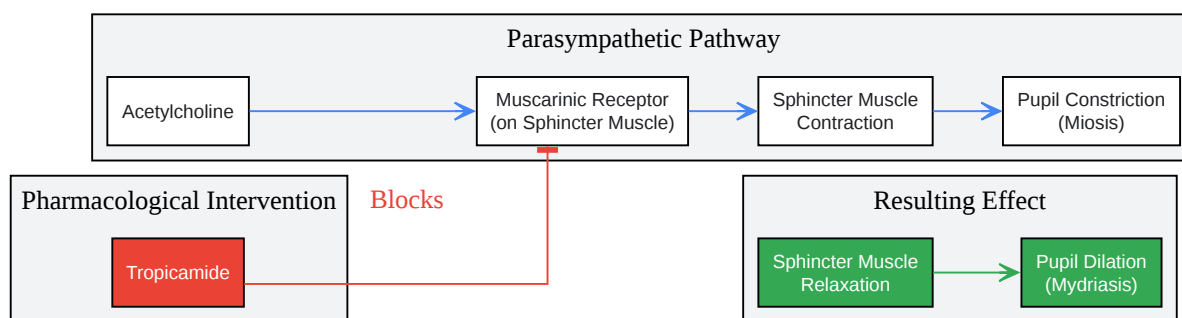 Parasympathetic Pathway
Acetylcholine
Muscarinic Receptor
(on Sphincter Muscle)
Sphincter Muscle
Contraction
Pupil Constriction
(Miosis)
Pharmacological Intervention
Blocks
Tropicamide
Resulting Effect
Sphincter Muscle
Relaxation
Pupil Dilation
(Mydriasis)